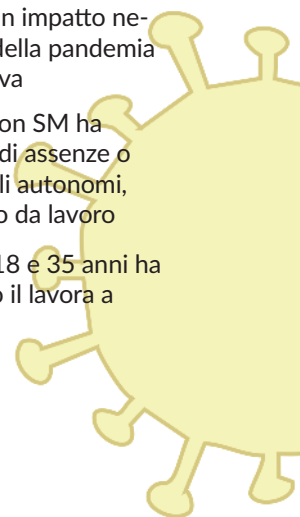 n impatto ne-
della pandemia
va
on SM ha
di assenze o
li autonomi,
o da lavoro
18 e 35 anni ha
o il lavora a